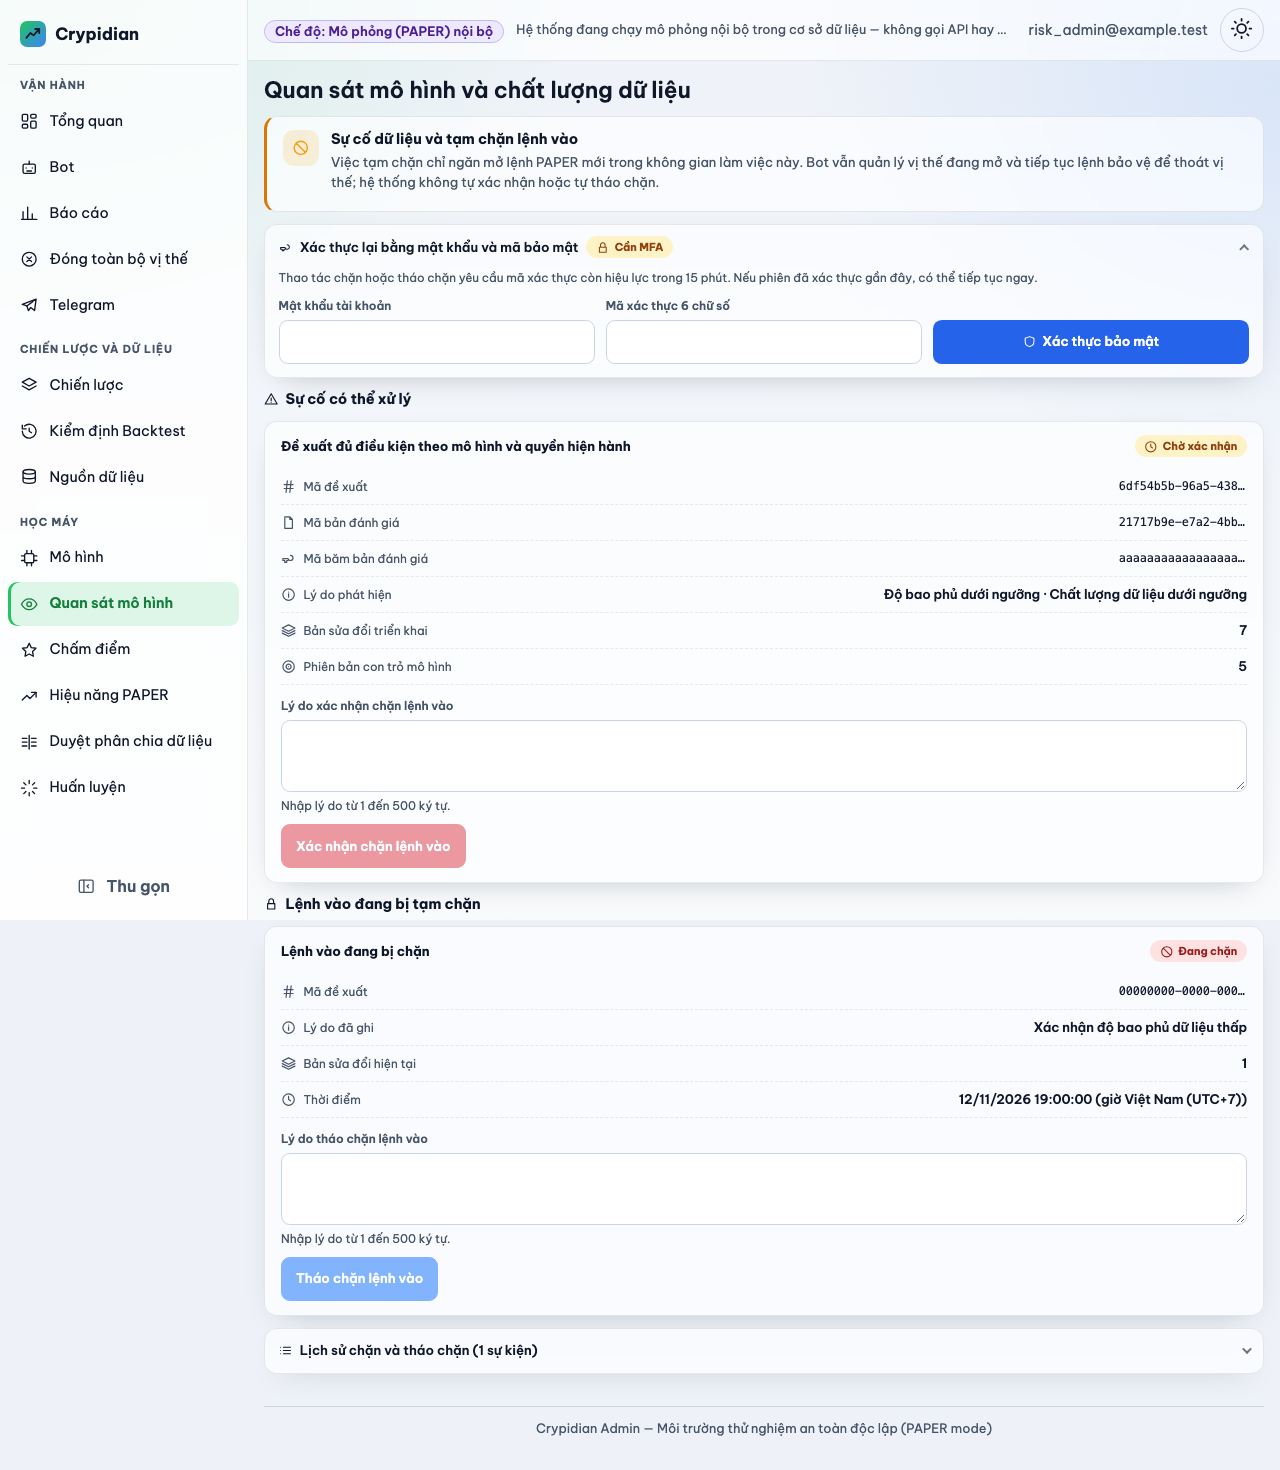 Crypidian
VẬN HÀNH
Tổng quan
Bot
Báo cáo
Đóng toàn bộ vị thế
Telegram
CHIẾN LƯỢC VÀ DỮ LIỆU
Chiến lược
Kiểm định Backtest
Nguồn dữ liệu
HỌC MÁY
Mô hình
Quan sát mô hình
Chấm điểm
Hiệu năng PAPER
Duyệt phân chia dữ liệu
Huấn luyện
Thu gọn
Chế độ: Mô phỏng (PAPER) nội bộ
Hệ thống đang chạy mô phỏng nội bộ trong cơ sở dữ liệu — không gọi API hay ...
risk_admin@example.test
Quan sát mô hình và chất lượng dữ liệu
Sự cố dữ liệu và tạm chặn lệnh vào
Việc tạm chặn chỉ ngăn mở lệnh PAPER mới trong không gian làm việc này. Bot vẫn quản lý vị thế đang mở và tiếp tục lệnh bảo vệ để thoát vị
thế; hệ thống không tự xác nhận hoặc tự tháo chặn.
Xác thực lại bằng mật khẩu và mã bảo mật
Cần MFA
Thao tác chặn hoặc tháo chặn yêu cầu mã xác thực còn hiệu lực trong 15 phút. Nếu phiên đã xác thực gần đây, có thể tiếp tục ngay.
Mật khẩu tài khoản
Mã xác thực 6 chữ số
Xác thực bảo mật
Sự cố có thể xử lý
Đề xuất đủ điều kiện theo mô hình và quyền hiện hành
Chờ xác nhận
Mã đề xuất
6df54b5b-96a5-438…
Mã bản đánh giá
21717b9e-e7a2-4bb…
Mã băm bản đánh giá
aaaaaaaaaaaaaaaaa…
Lý do phát hiện
Độ bao phủ dưới ngưỡng · Chất lượng dữ liệu dưới ngưỡng
Bản sửa đổi triển khai
7
Phiên bản con trỏ mô hình
5
Lý do xác nhận chặn lệnh vào
Nhập lý do từ 1 đến 500 ký tự.
Xác nhận chặn lệnh vào
Lệnh vào đang bị tạm chặn
Lệnh vào đang bị chặn
Đang chặn
Mã đề xuất
00000000-0000-000…
Lý do đã ghi
Xác nhận độ bao phủ dữ liệu thấp
Bản sửa đổi hiện tại
1
Thời điểm
12/11/2026 19:00:00 (giờ Việt Nam (UTC+7))
Lý do tháo chặn lệnh vào
Nhập lý do từ 1 đến 500 ký tự.
Tháo chặn lệnh vào
Lịch sử chặn và tháo chặn (1 sự kiện)
Crypidian Admin — Môi trường thử nghiệm an toàn độc lập (PAPER mode)